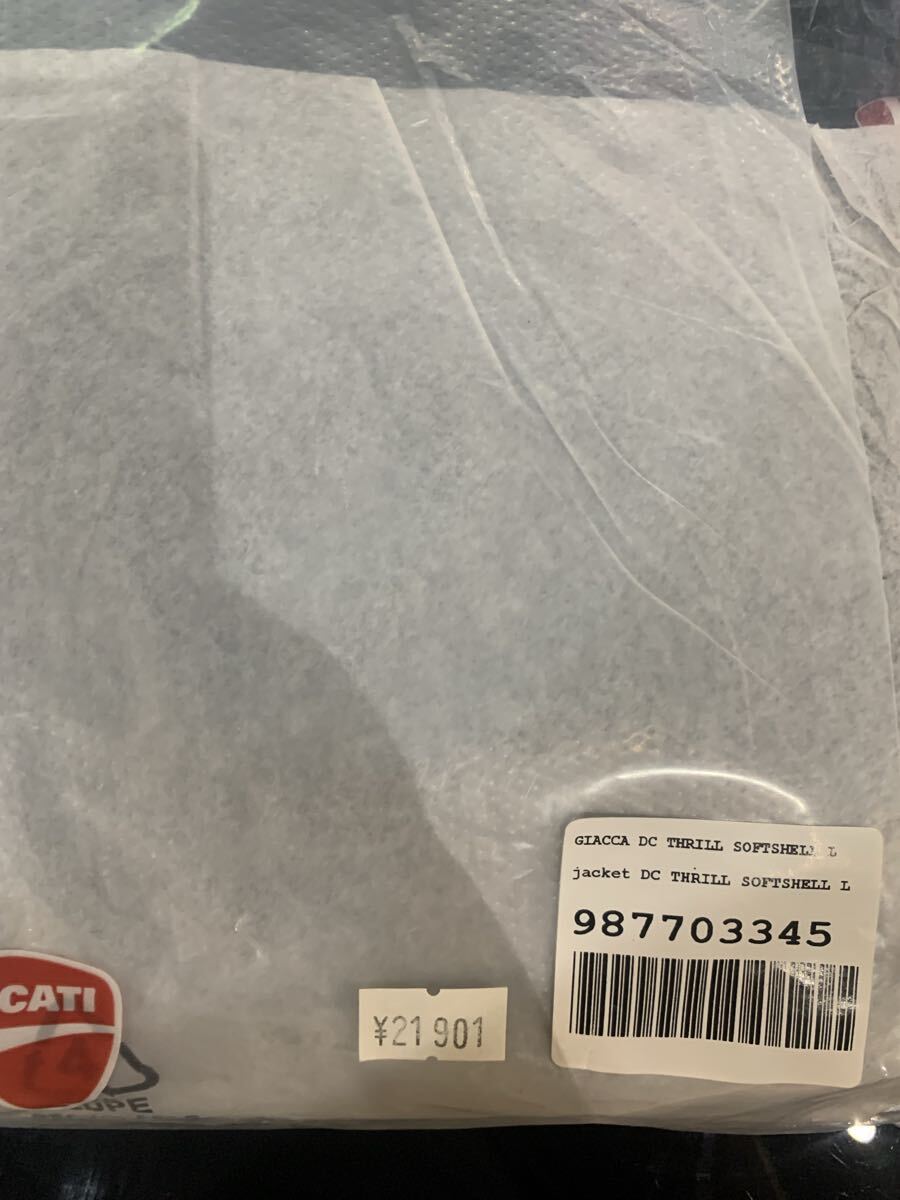 GIACCA DC THRILL SOFTSHELL L
jacket DC THRILL SOFTSHELL L
987703345
¥21901
CATI